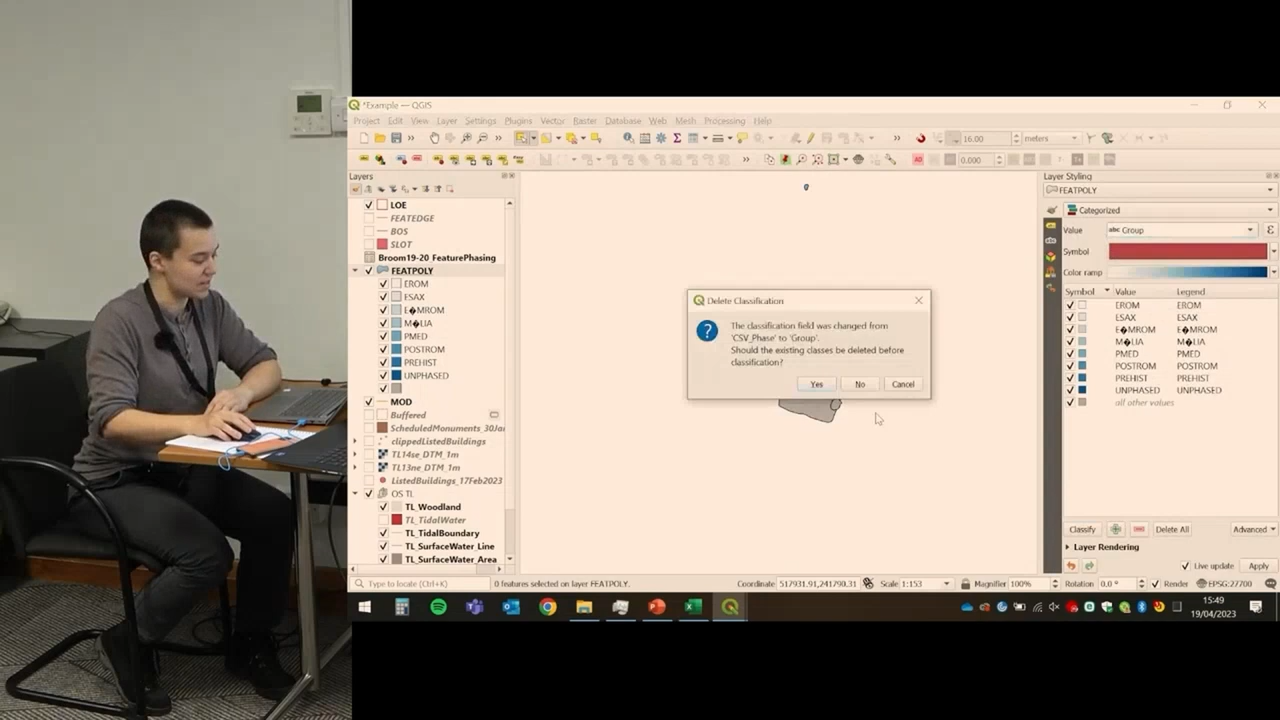 *Example — QGIS
Project Edit View Layer Settings Plugins Vector Raster Database Web Mesh Processing Help
16.00 meters
0.000
Layers
LOE
FEATEDGE
BOS
SLOT
Broom19-20_FeaturePhasing
FEATPOLY
EROM
ESAX
E�MROM
M�LIA
PMED
POSTROM
PREHIST
UNPHASED
MOD
Buffered
ScheduledMonuments_30Jan
clippedListedBuildings
TL14se_DTM_1m
TL13ne_DTM_1m
ListedBuildings_17Feb2023
OS TL
TL_Woodland
TL_TidalWater
TL_TidalBoundary
TL_SurfaceWater_Line
TL_SurfaceWater_Area
Delete Classification
The classification field was changed from
'CSV_Phase' to 'Group'.
Should the existing classes be deleted before
classification?
Yes No Cancel
Layer Styling
FEATPOLY
Categorized
Value abc Group
Symbol
Color ramp
Symbol Value Legend
EROM EROM
ESAX ESAX
E�MROM E�MROM
M�LIA M�LIA
PMED PMED
POSTROM POSTROM
PREHIST PREHIST
UNPHASED UNPHASED
all other values
Classify Delete All Advanced
Layer Rendering
Live update Apply
Type to locate (Ctrl+K) 0 features selected on layer FEATPOLY. Coordinate 517931.91,241790.31 Scale 1:153 Magnifier 100% Rotation 0.0 ° Render EPSG:27700
15:49
19/04/2023